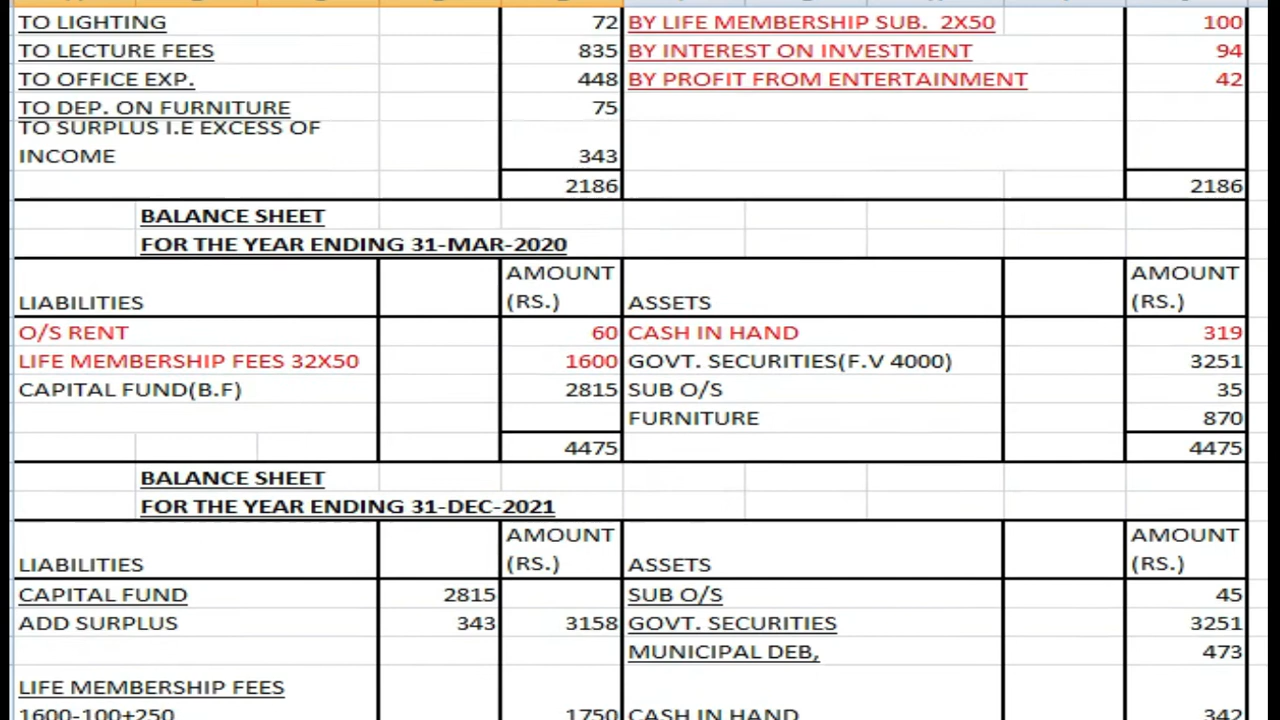 TO LIGHTING 72 BY LIFE MEMBERSHIP SUB. 2X50 100
TO LECTURE FEES 835 BY INTEREST ON INVESTMENT 94
TO OFFICE EXP. 448 BY PROFIT FROM ENTERTAINMENT 42
TO DEP. ON FURNITURE 75
TO SURPLUS I.E EXCESS OF
INCOME 343
2186 2186
BALANCE SHEET
FOR THE YEAR ENDING 31-MAR-2020
AMOUNT AMOUNT
LIABILITIES (RS.) ASSETS (RS.)
O/S RENT 60 CASH IN HAND 319
LIFE MEMBERSHIP FEES 32X50 1600 GOVT. SECURITIES(F.V 4000) 3251
CAPITAL FUND(B.F) 2815 SUB O/S 35
FURNITURE 870
4475 4475
BALANCE SHEET
FOR THE YEAR ENDING 31-DEC-2021
AMOUNT AMOUNT
LIABILITIES (RS.) ASSETS (RS.)
CAPITAL FUND 2815 SUB O/S 45
ADD SURPLUS 343 3158 GOVT. SECURITIES 3251
MUNICIPAL DEB, 473
LIFE MEMBERSHIP FEES
1600-100+250 1750 CASH IN HAND 342